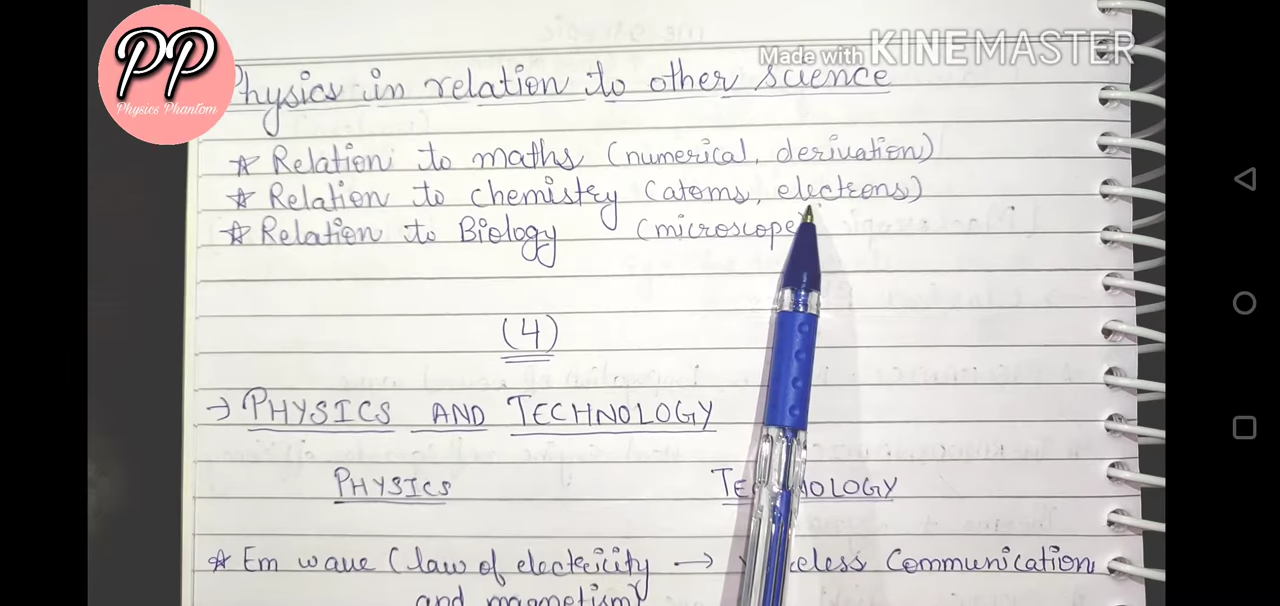 Made with KINEMASTER
PP
Physics Phantom
Physics in relation to other science
☆ Relation to maths (numerical, derivation)
☆ Relation to chemistry (atoms, electrons)
☆ Relation to Biology (microscope)
(4)
→ PHYSICS AND TECHNOLOGY
PHYSICS TECHNOLOGY
☆ Em wave (law of electricity → Wireless Communication
and magnetism)